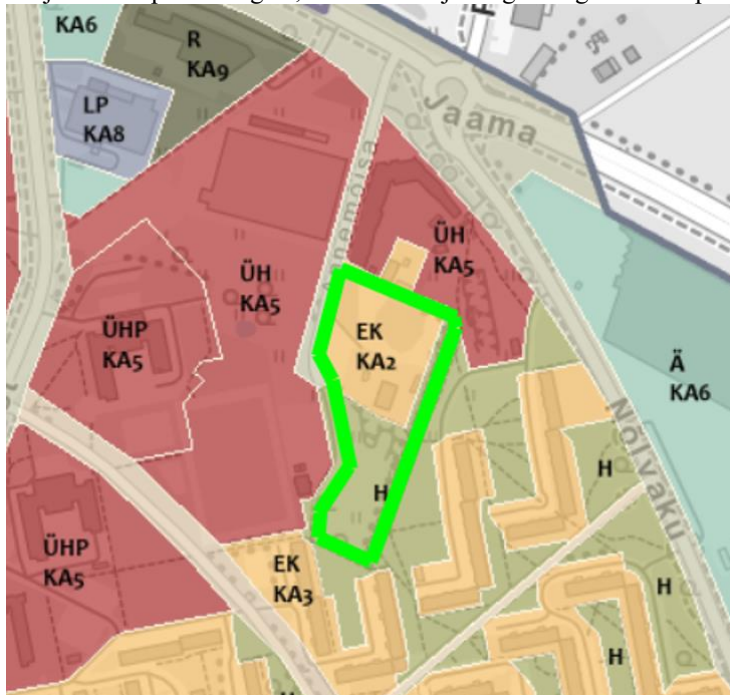 KA6
R
KA9
LP
KA8
Jaama
ÜH
KA5
ÜH
KA5
EK
KA2
ÜHP
KA5
Ä
KA6
Nõlvaku
H
H
ÜHP
KA5
EK
KA3
H
H